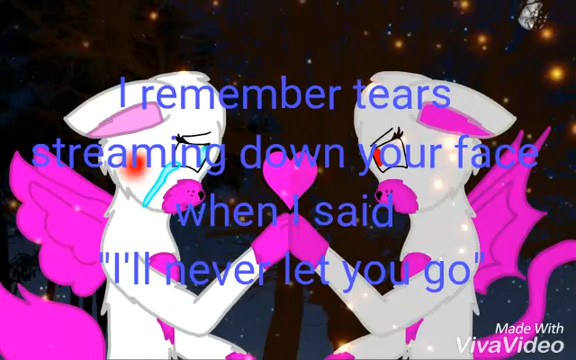 I remember tears
streaming down your face
when I said
"I'll never let you go"
Made With
VivaVideo